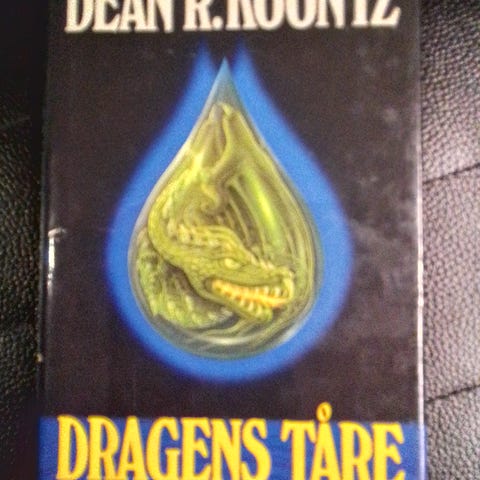 DEAN R. KOONTZ
DRAGENS TÅRE